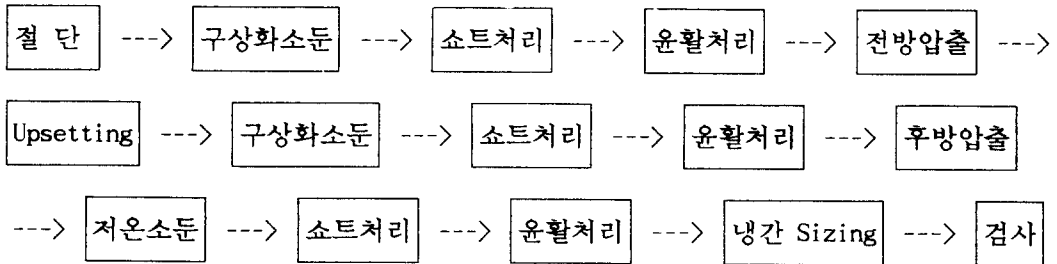 절 단 ---> 구상화소둔 ---> 쇼트처리 ---> 윤활처리 ---> 전방압출 --->
Upsetting ---> 구상화소둔 ---> 쇼트처리 ---> 윤활처리 ---> 후방압출
---> 저온소둔 ---> 쇼트처리 ---> 윤활처리 ---> 냉간 Sizing ---> 검사